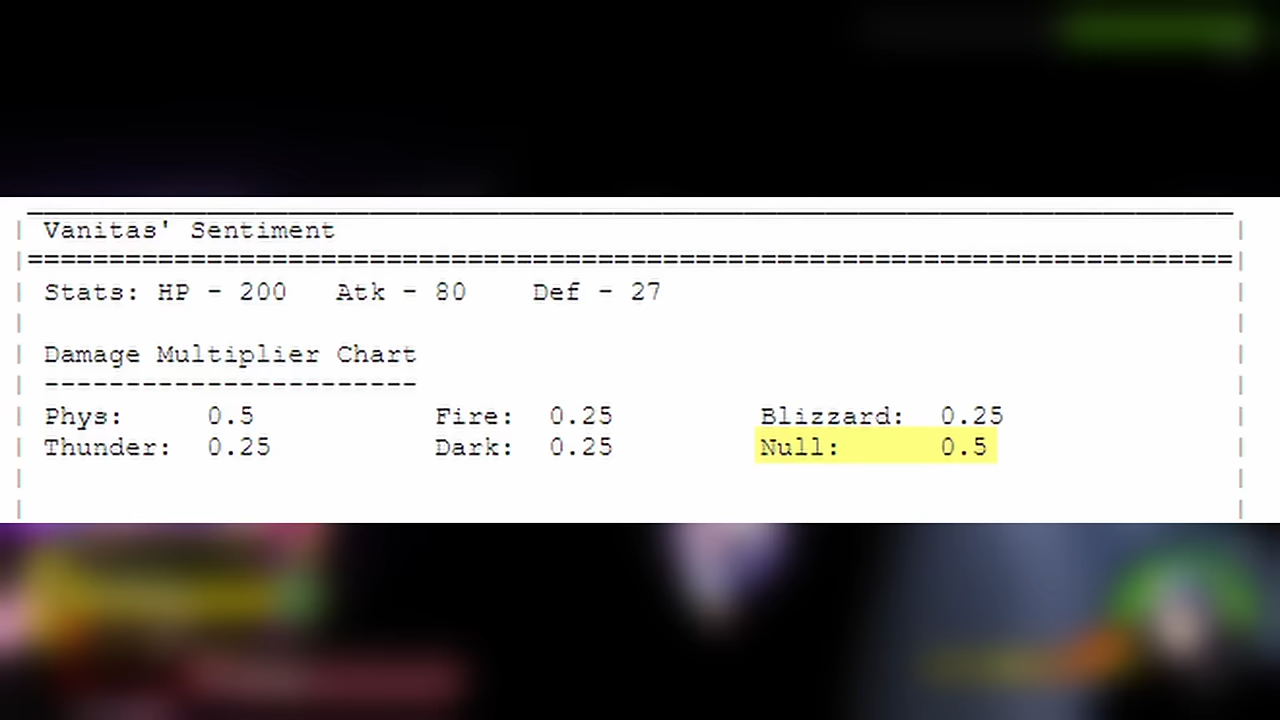 Vanitas' Sentiment
Stats: HP - 200 Atk - 80 Def - 27
Damage Multiplier Chart
Phys: 0.5 Fire: 0.25 Blizzard: 0.25
Thunder: 0.25 Dark: 0.25 Null: 0.5